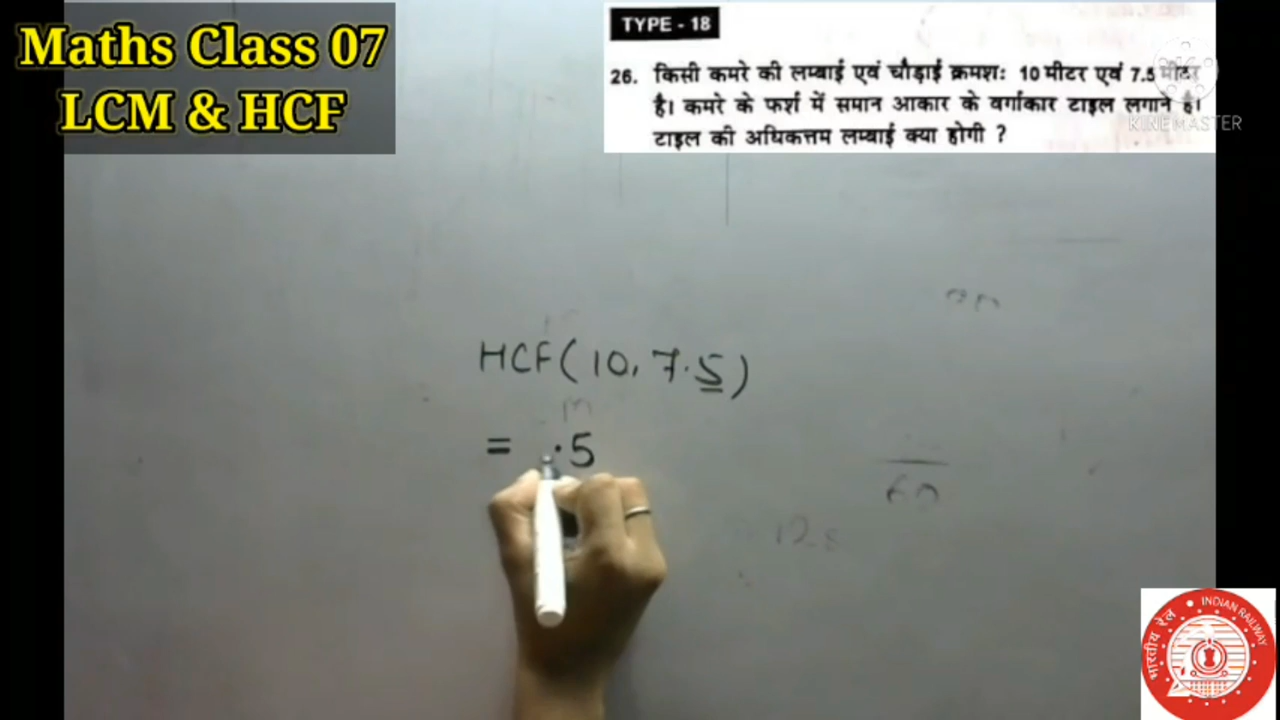 Maths Class 07
LCM & HCF
TYPE - 18
26. किसी कमरे की लम्बाई एवं चौड़ाई क्रमशः 10 मीटर एवं 7.5 मीटर
है। कमरे के फर्श में समान आकार के वर्गाकार टाइल लगाने है।
टाइल की अधिकत्तम लम्बाई क्या होगी ?
KINEMASTER
HCF ( 10, 7.5 )
= .5
60
भारतीय रेल
INDIAN RAILWAY